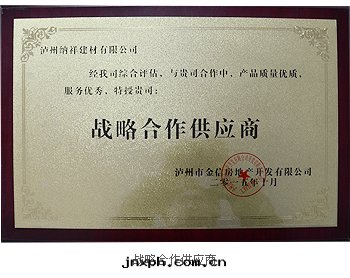 泸州纳祥建材有限公司
经我司综合评估,与贵司合作中,产品质量优质,
服务优秀,特授贵司:
战略合作供应商
泸州市金信房地产开发有限公司
二零一五年十月
战略合作供应商
jnxph.com.cn